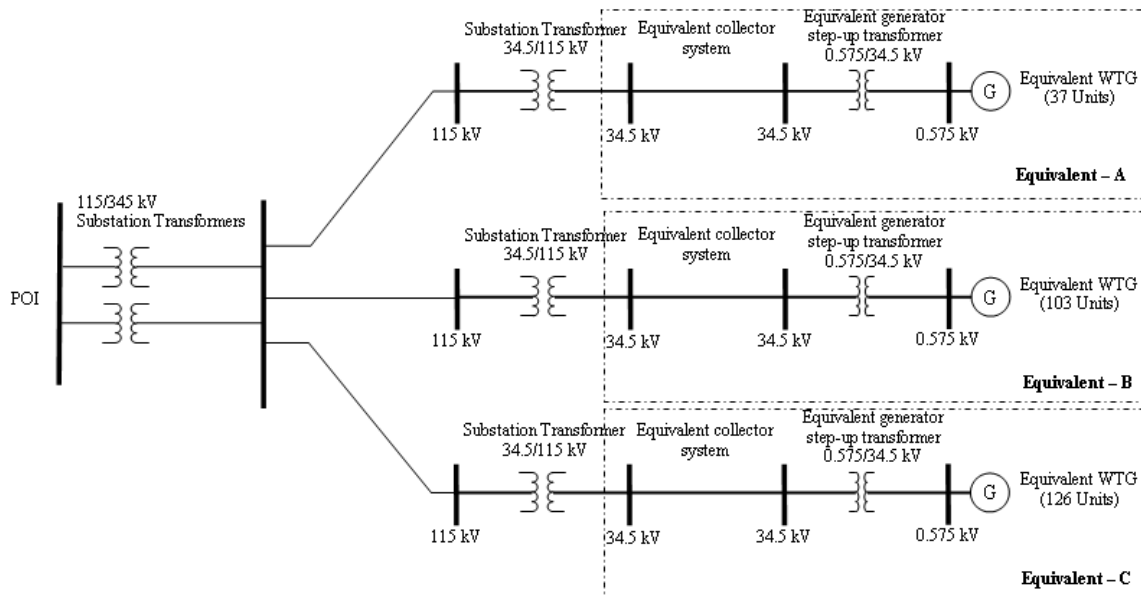 Substation Transformer
34.5/115 kV
Equivalent collector
system
Equivalent generator
step-up transformer
0.575/34.5 kV
G
Equivalent WTG
(37 Units)
115 kV
34.5 kV
34.5 kV
0.575 kV
Equivalent – A
115/345 kV
Substation Transformers
POI
Substation Transformer
34.5/115 kV
Equivalent collector
system
Equivalent generator
step-up transformer
0.575/34.5 kV
G
Equivalent WTG
(103 Units)
115 kV
34.5 kV
34.5 kV
0.575 kV
Equivalent – B
Substation Transformer
34.5/115 kV
Equivalent collector
system
Equivalent generator
step-up transformer
0.575/34.5 kV
G
Equivalent WTG
(126 Units)
115 kV
34.5 kV
34.5 kV
0.575 kV
Equivalent – C